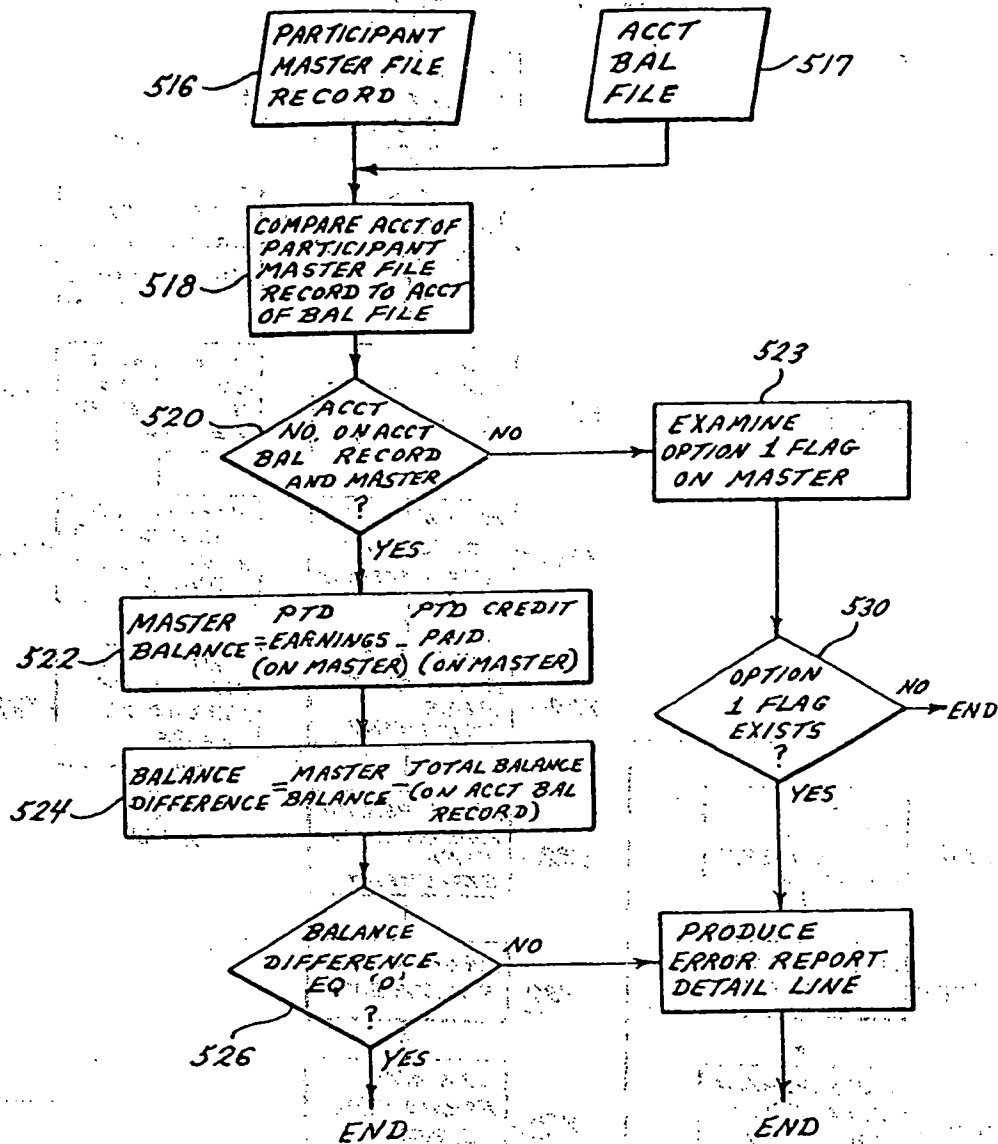 PARTICIPANT
MASTER FILE
RECORD
516
ACCT
BAL
FILE
517
COMPARE ACCT OF
PARTICIPANT
MASTER FILE
RECORD TO ACCT
OF BAL FILE
518
ACCT
NO. ON ACCT
BAL RECORD
AND MASTER
?
520
NO
YES
523
EXAMINE
OPTION 1 FLAG
ON MASTER
MASTER PTD PTD CREDIT
BALANCE = EARNINGS - PAID
(ON MASTER) (ON MASTER)
522
530
OPTION
1 FLAG
EXISTS
?
NO
END
YES
BALANCE = MASTER - TOTAL BALANCE
DIFFERENCE BALANCE (ON ACCT BAL
RECORD)
524
BALANCE
DIFFERENCE
EQ '0'
?
526
NO
YES
END
PRODUCE
ERROR REPORT
DETAIL LINE
END